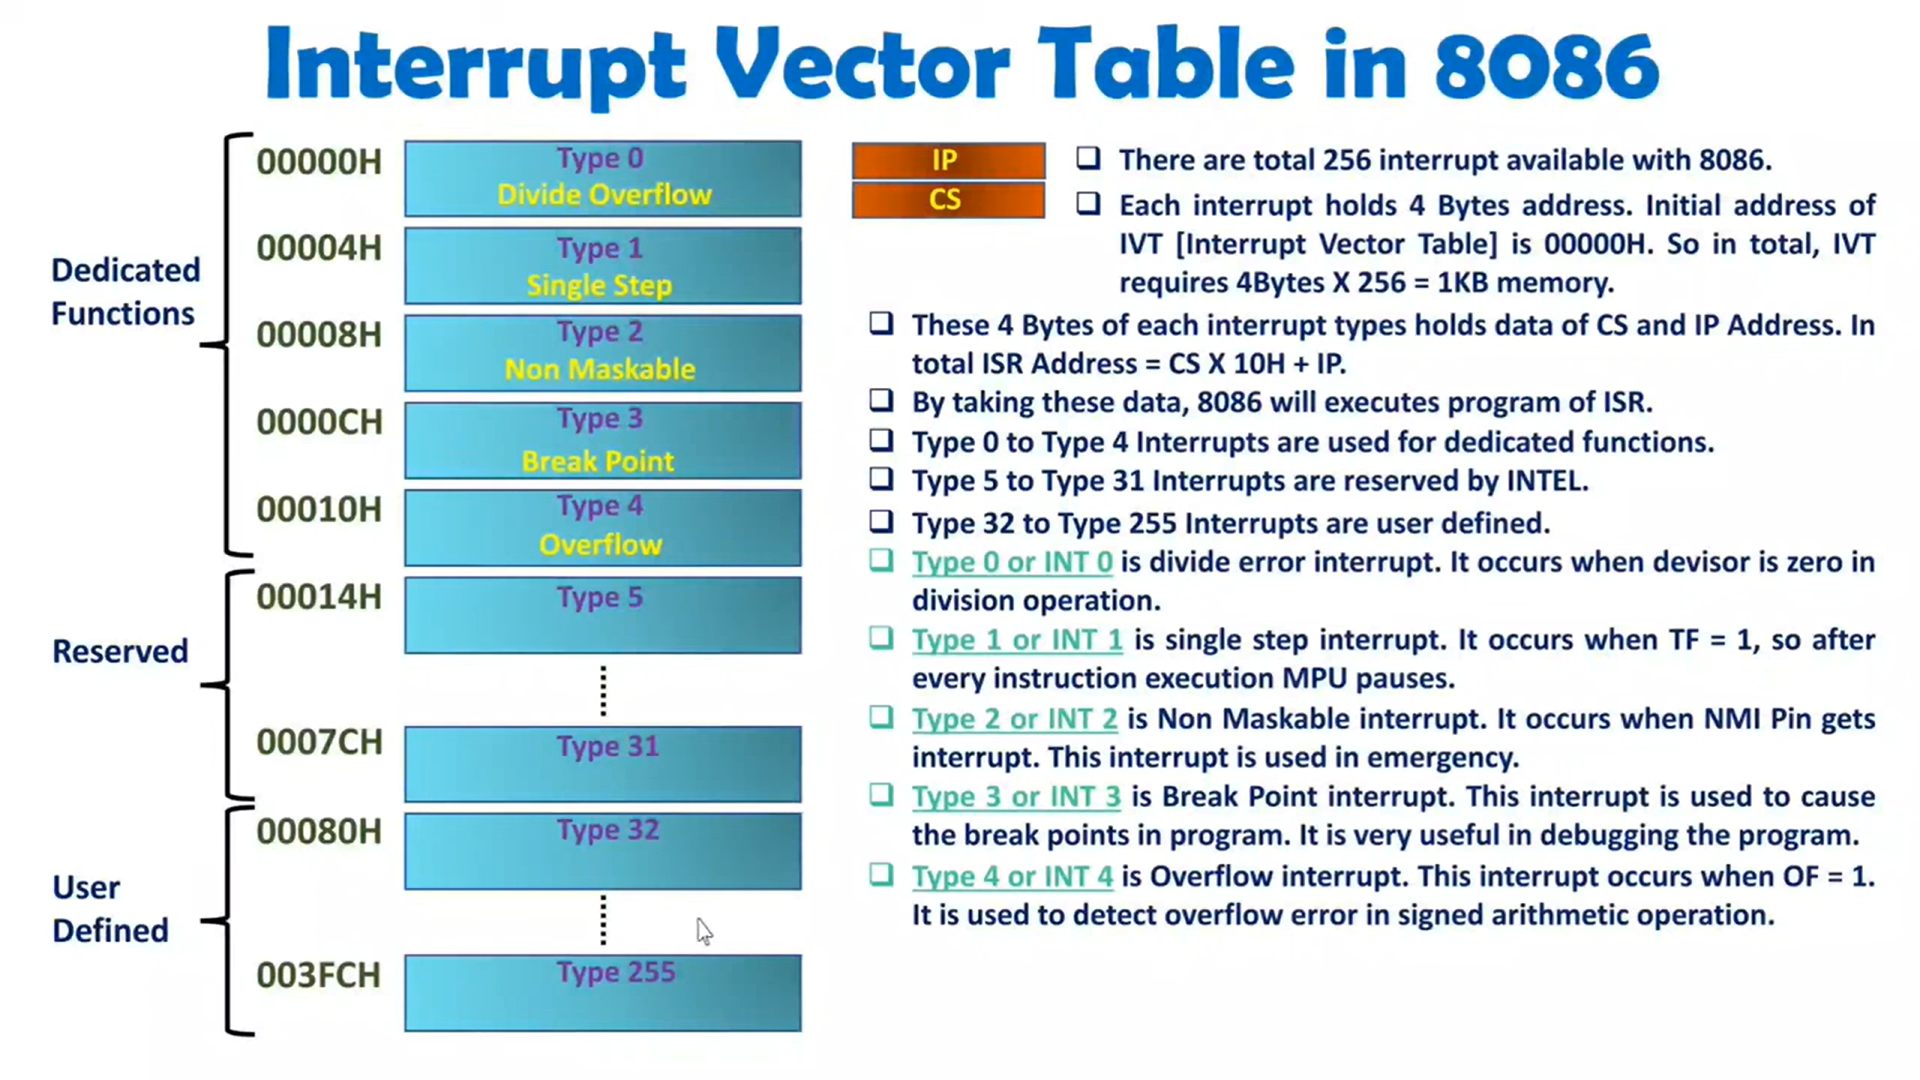 Interrupt Vector Table in 8086
Dedicated
Functions
Reserved
User
Defined
00000H
Type 0
Divide Overflow
00004H
Type 1
Single Step
00008H
Type 2
Non Maskable
0000CH
Type 3
Break Point
00010H
Type 4
Overflow
00014H
Type 5
0007CH
Type 31
00080H
Type 32
003FCH
Type 255
IP
CS
There are total 256 interrupt available with 8086.
Each interrupt holds 4 Bytes address. Initial address of
IVT [Interrupt Vector Table] is 00000H. So in total, IVT
requires 4Bytes X 256 = 1KB memory.
These 4 Bytes of each interrupt types holds data of CS and IP Address. In
total ISR Address = CS X 10H + IP.
By taking these data, 8086 will executes program of ISR.
Type 0 to Type 4 Interrupts are used for dedicated functions.
Type 5 to Type 31 Interrupts are reserved by INTEL.
Type 32 to Type 255 Interrupts are user defined.
Type 0 or INT 0 is divide error interrupt. It occurs when devisor is zero in
division operation.
Type 1 or INT 1 is single step interrupt. It occurs when TF = 1, so after
every instruction execution MPU pauses.
Type 2 or INT 2 is Non Maskable interrupt. It occurs when NMI Pin gets
interrupt. This interrupt is used in emergency.
Type 3 or INT 3 is Break Point interrupt. This interrupt is used to cause
the break points in program. It is very useful in debugging the program.
Type 4 or INT 4 is Overflow interrupt. This interrupt occurs when OF = 1.
It is used to detect overflow error in signed arithmetic operation.